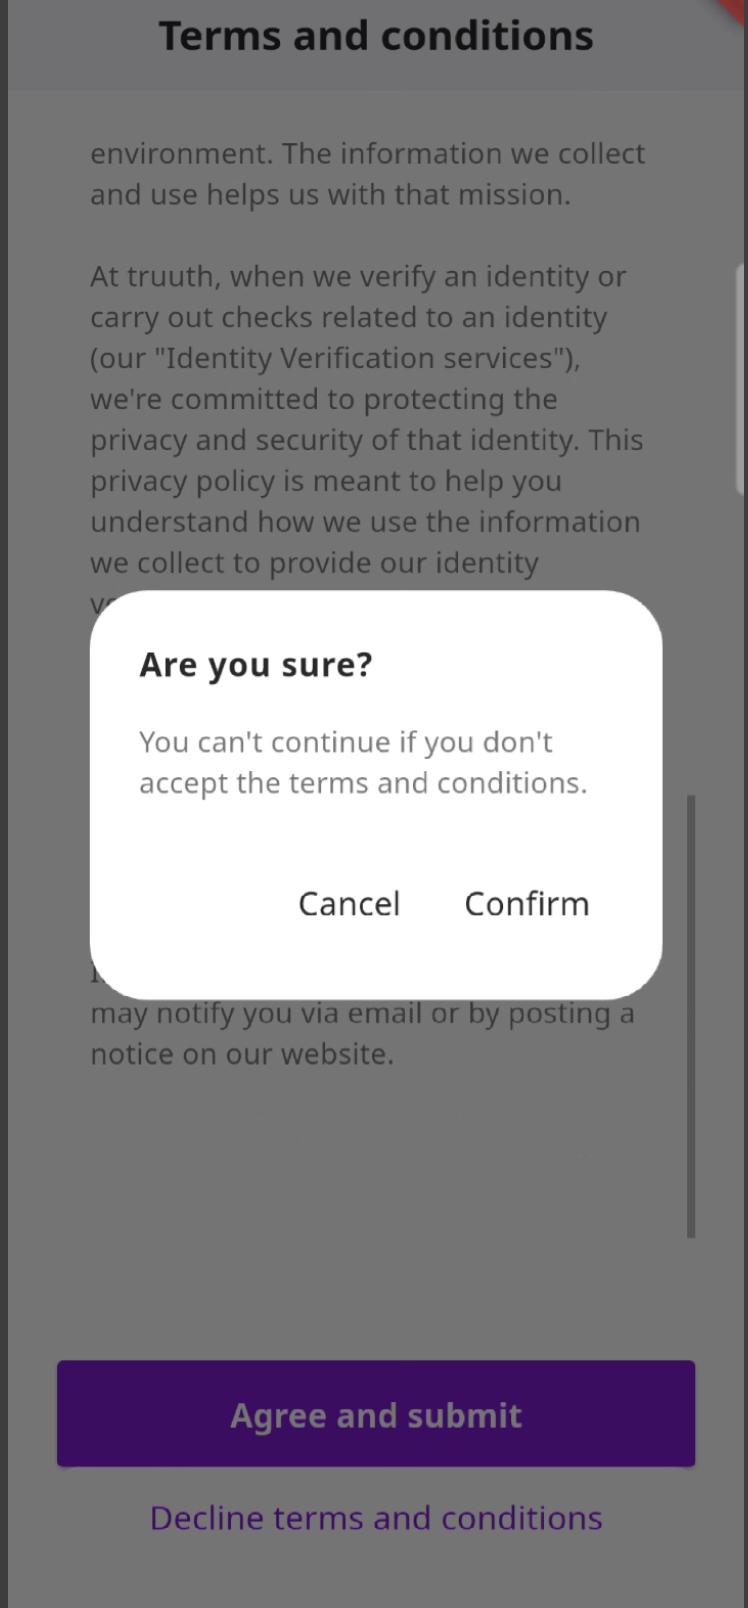 Terms and conditions
environment. The information we collect
and use helps us with that mission.
At truuth, when we verify an identity or
carry out checks related to an identity
(our "Identity Verification services"),
we're committed to protecting the
privacy and security of that identity. This
privacy policy is meant to help you
understand how we use the information
we collect to provide our identity
Are you sure?
You can't continue if you don't
accept the terms and conditions.
Cancel Confirm
may notify you via email or by posting a
notice on our website.
Agree and submit
Decline terms and conditions